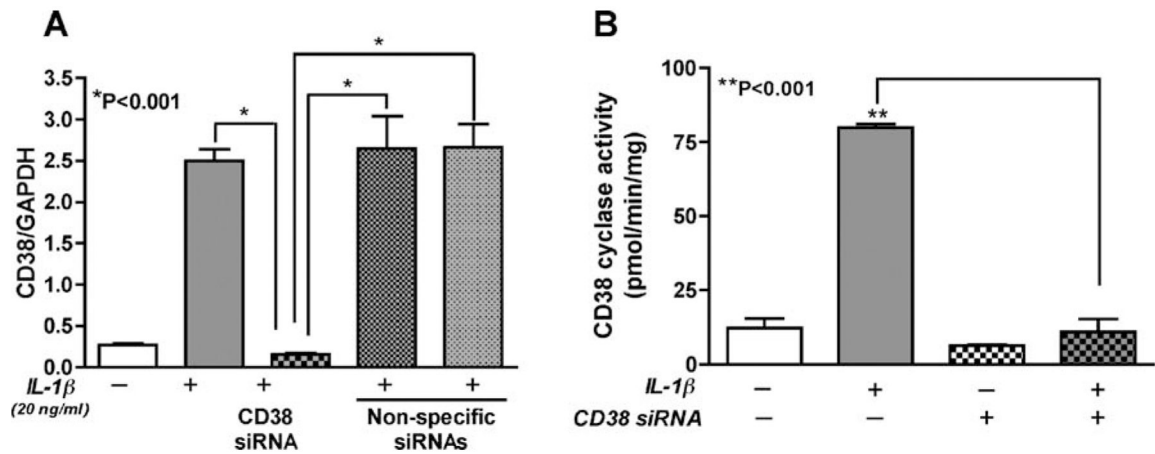 A
CD38/GAPDH
3.5
3.0
2.5
2.0
1.5
1.0
0.5
0.0
*P<0.001
*
*
*
IL-1β – + + + +
(20 ng/ml)
CD38
siRNA
Non-specific
siRNAs
B
CD38 cyclase activity
(pmol/min/mg)
100
75
50
25
0
**P<0.001
**
IL-1β – + – +
CD38 siRNA – – + +